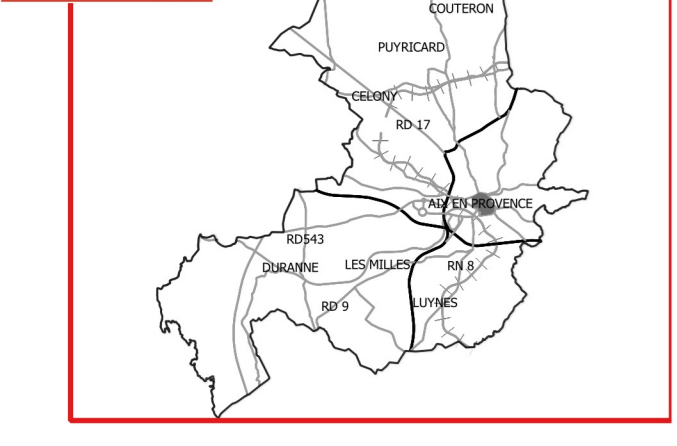 COUTERON
PUYRICARD
CELONY
RD 17
AIX EN PROVENCE
RD543
DURANNE
LES MILLES
RN 8
RD 9
LUYNES